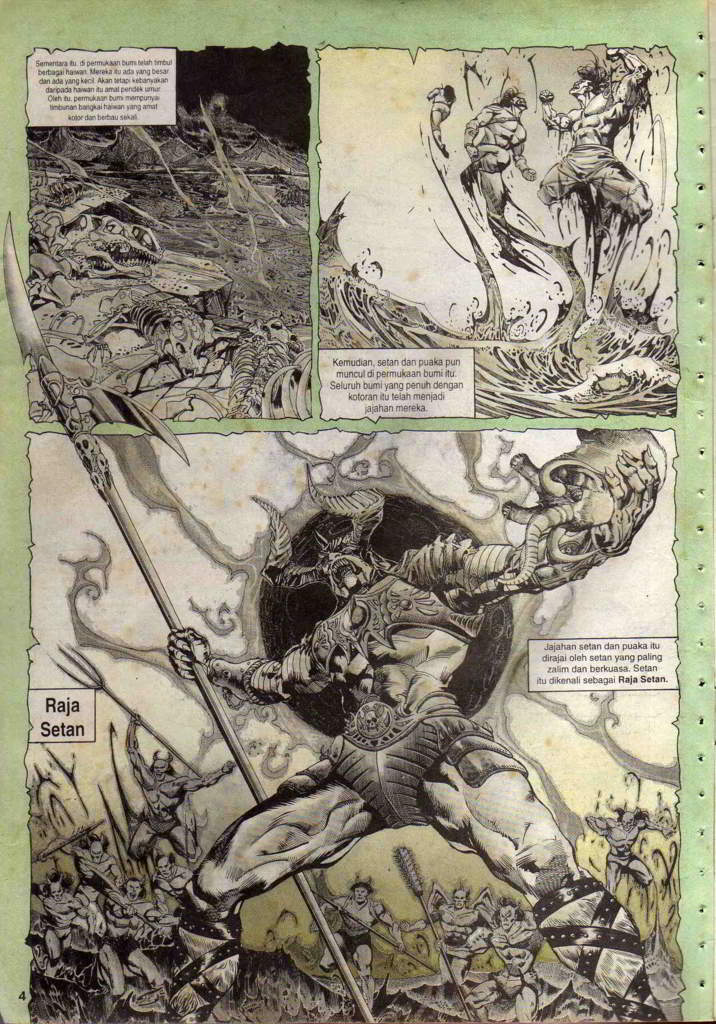 Sementara itu, di permukaan bumi telah timbul
berbagai haiwan. Mereka itu ada yang besar
dan ada yang kecil. Akan tetapi kebanyakan
daripada haiwan itu amat pendek umur.
Oleh itu, permukaan bumi mempunyai
timbunan bangkai haiwan yang amat
kotor dan berbau sekali.
Kemudian, setan dan puaka pun
muncul di permukaan bumi itu.
Seluruh bumi yang penuh dengan
kotoran itu telah menjadi
jajahan mereka.
Jajahan setan dan puaka itu
dirajai oleh setan yang paling
zalim dan berkuasa. Setan
itu dikenali sebagai Raja Setan.
Raja
Setan
4